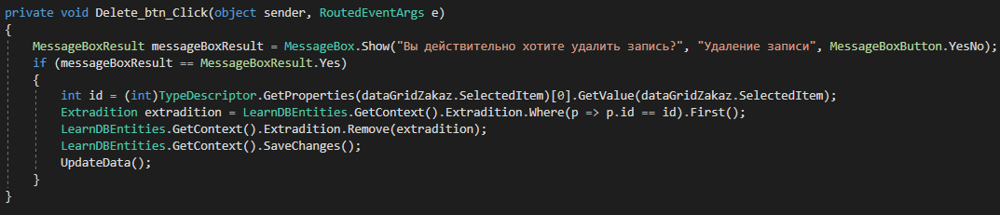 private void Delete_btn_Click(object sender, RoutedEventArgs e)
{
MessageBoxResult messageBoxResult = MessageBox.Show("Вы действительно хотите удалить запись?", "Удаление записи", MessageBoxButton.YesNo);
if (messageBoxResult == MessageBoxResult.Yes)
{
int id = (int)TypeDescriptor.GetProperties(dataGridZakaz.SelectedItem)[0].GetValue(dataGridZakaz.SelectedItem);
Extradition extradition = LearnDBEntities.GetContext().Extradition.Where(p => p.id == id).First();
LearnDBEntities.GetContext().Extradition.Remove(extradition);
LearnDBEntities.GetContext().SaveChanges();
UpdateData();
}
}